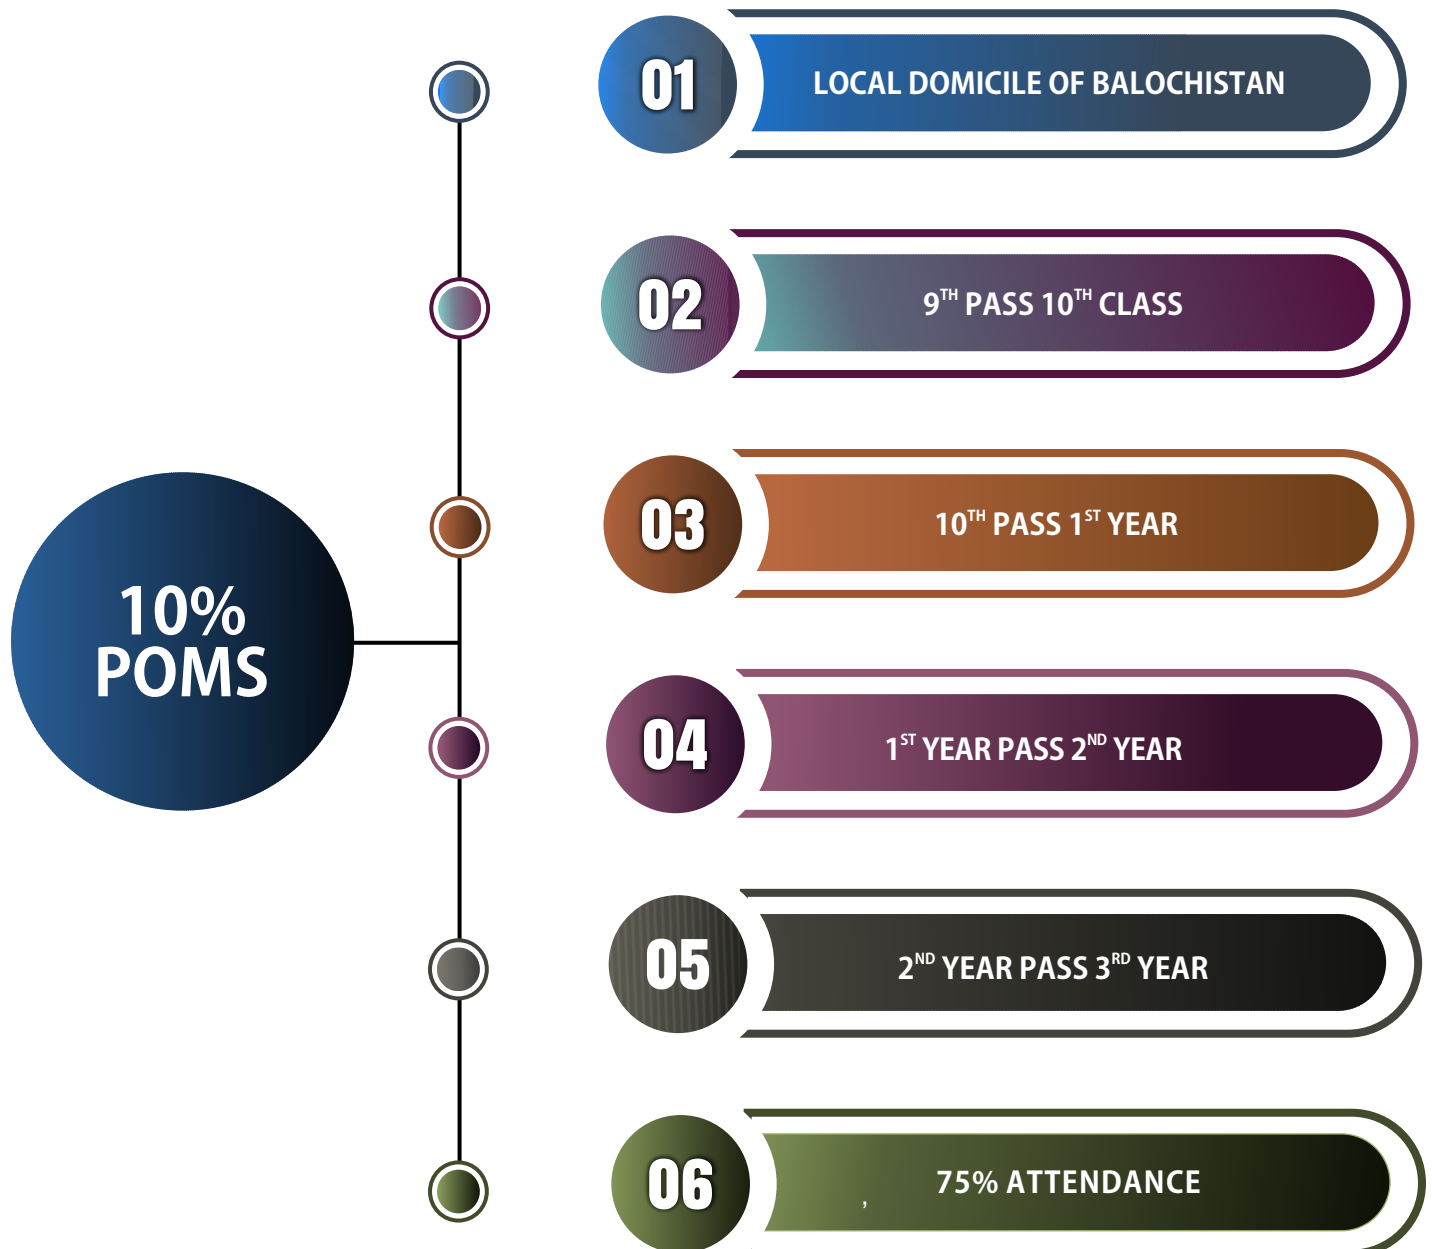 10%
POMS
01
LOCAL DOMICILE OF BALOCHISTAN
02
9TH PASS 10TH CLASS
03
10TH PASS 1ST YEAR
04
1ST YEAR PASS 2ND YEAR
05
2ND YEAR PASS 3RD YEAR
06
, 75% ATTENDANCE